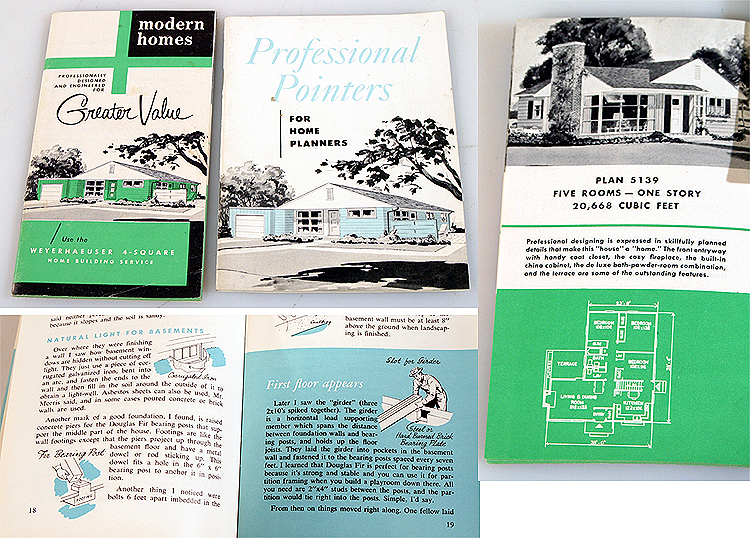 modern
homes
PROFESSIONALLY
DESIGNED
AND ENGINEERED
FOR
Greater Value
Use the
WEYERHAEUSER 4-SQUARE
HOME BUILDING SERVICE
Professional
Pointers
FOR
HOME
PLANNERS
PLAN 5139
FIVE ROOMS — ONE STORY
20,668 CUBIC FEET
Professional designing is expressed in skillfully planned
details that make this "house" a "home." The front entryway
with handy coat closet, the cozy fireplace, the built-in
china cabinet, the de luxe bath-powder-room combination,
and the terrace are some of the outstanding features.
BEDROOM
BEDROOM
BATH
TERRACE
BEDROOM
LIVING & DINING
ROOM
KITCHEN
ENTRY
said neither
because it slopes and the soil is sandy.
NATURAL LIGHT FOR BASEMENTS
Over where they were finishing
a wall I saw how basement win-
dows are hidden without cutting off
light. They just use a piece of cor-
rugated galvanized iron, bent into
an arc, and fasten the ends to the
wall and then fill in the soil around the outside of it to
obtain a lightwell. Asbestos sheets can also be used, Mr.
Morris said, and in some cases poured concrete or brick
walls are used.
Corrugated Iron
Another mark of a good foundation, I found, is raised
concrete piers for the Douglas Fir bearing posts that sup-
port the middle part of the house. Footings are like the
wall footings except that the piers project up through the
basement floor and have a metal
dowel or rod sticking up. This
dowel fits a hole in the 6" x 6"
bearing post to anchor it in posi-
tion.
For Bearing Post
FOOTING
Another thing I noticed were
bolts 6 feet apart imbedded in the
18
basement wall must be at least 8"
above the ground when landscap-
ing is finished.
First floor appears
Slot for Girder
Steel or
Hard Burned Brick
Bearing Plate
Later I saw the "girder" (three
2x10's spiked together). The girder
is a horizontal load supporting
member which spans the distance
between foundation walls and bear-
ing posts, and holds up the floor
joists. They laid the girder into pockets in the basement
wall and fastened it to the bearing posts spaced every seven
feet. I learned that Douglas Fir is perfect for bearing posts
because it's strong and stable and you can use it for par-
tition framing when you build a playroom down there. All
you need are 2"x4" studs between the posts, and the par-
tition would tie right into the posts. Simple, I'd say.
From then on things moved right along. One fellow laid
19